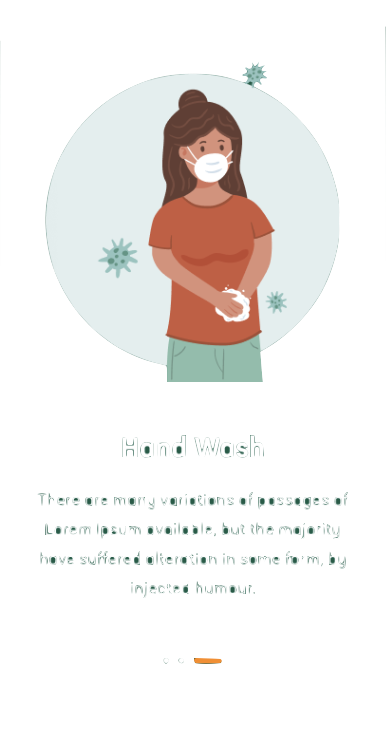 Hand Wash
There are many variations of passages of
Lorem Ipsum available, but the majority
have suffered alteration in some form, by
injected humour.